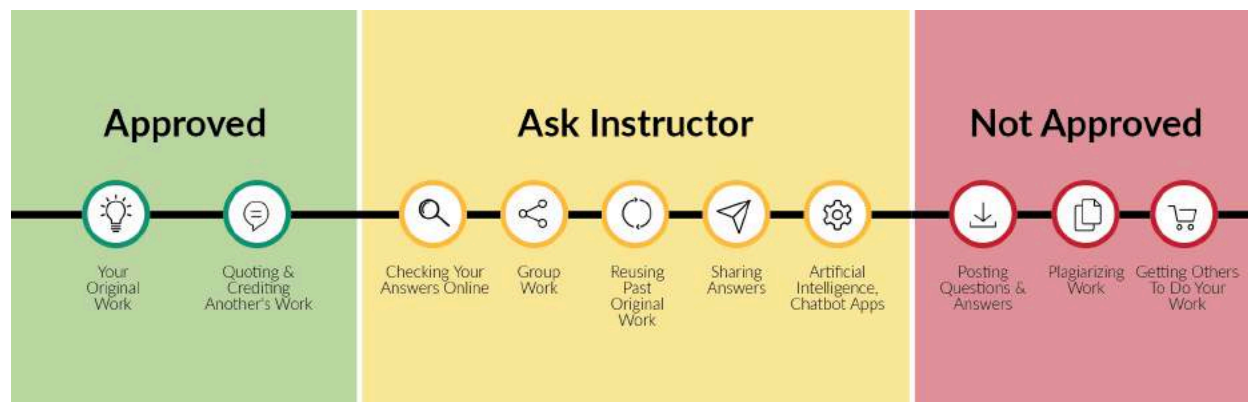 Approved
Your
Original
Work
Quoting &
Crediting
Another's Work
Ask Instructor
Checking Your
Answers Online
Group
Work
Reusing
Past
Original
Work
Sharing
Answers
Artificial
Intelligence,
Chatbot Apps
Not Approved
Posting
Questions &
Answers
Plagiarizing
Work
Getting Others
To Do Your
Work